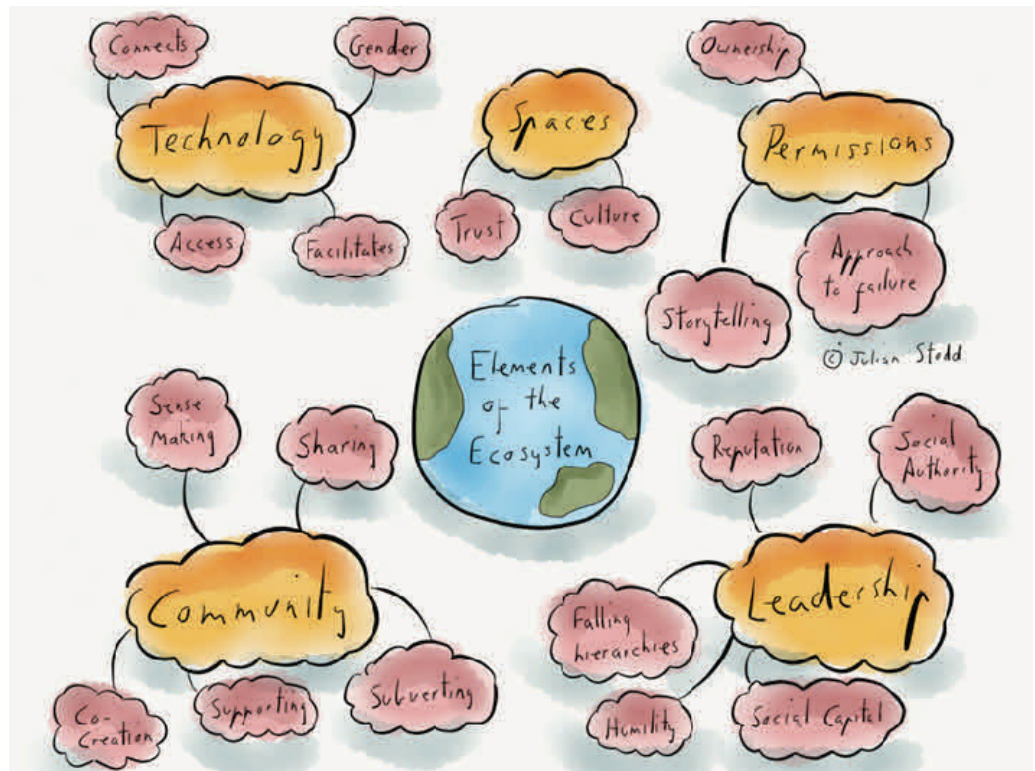 Connects
Gender
Technology
Access
Facilitates
Spaces
Trust
Culture
Ownership
Permissions
Storytelling
Approach
to failure
© Julian Stodd
Elements
of the
Ecosystem
Sense
Making
Sharing
Community
Co-
Creation
Supporting
Subverting
Reputation
Social
Authority
Leadership
Falling
hierarchies
Humility
Social Capital